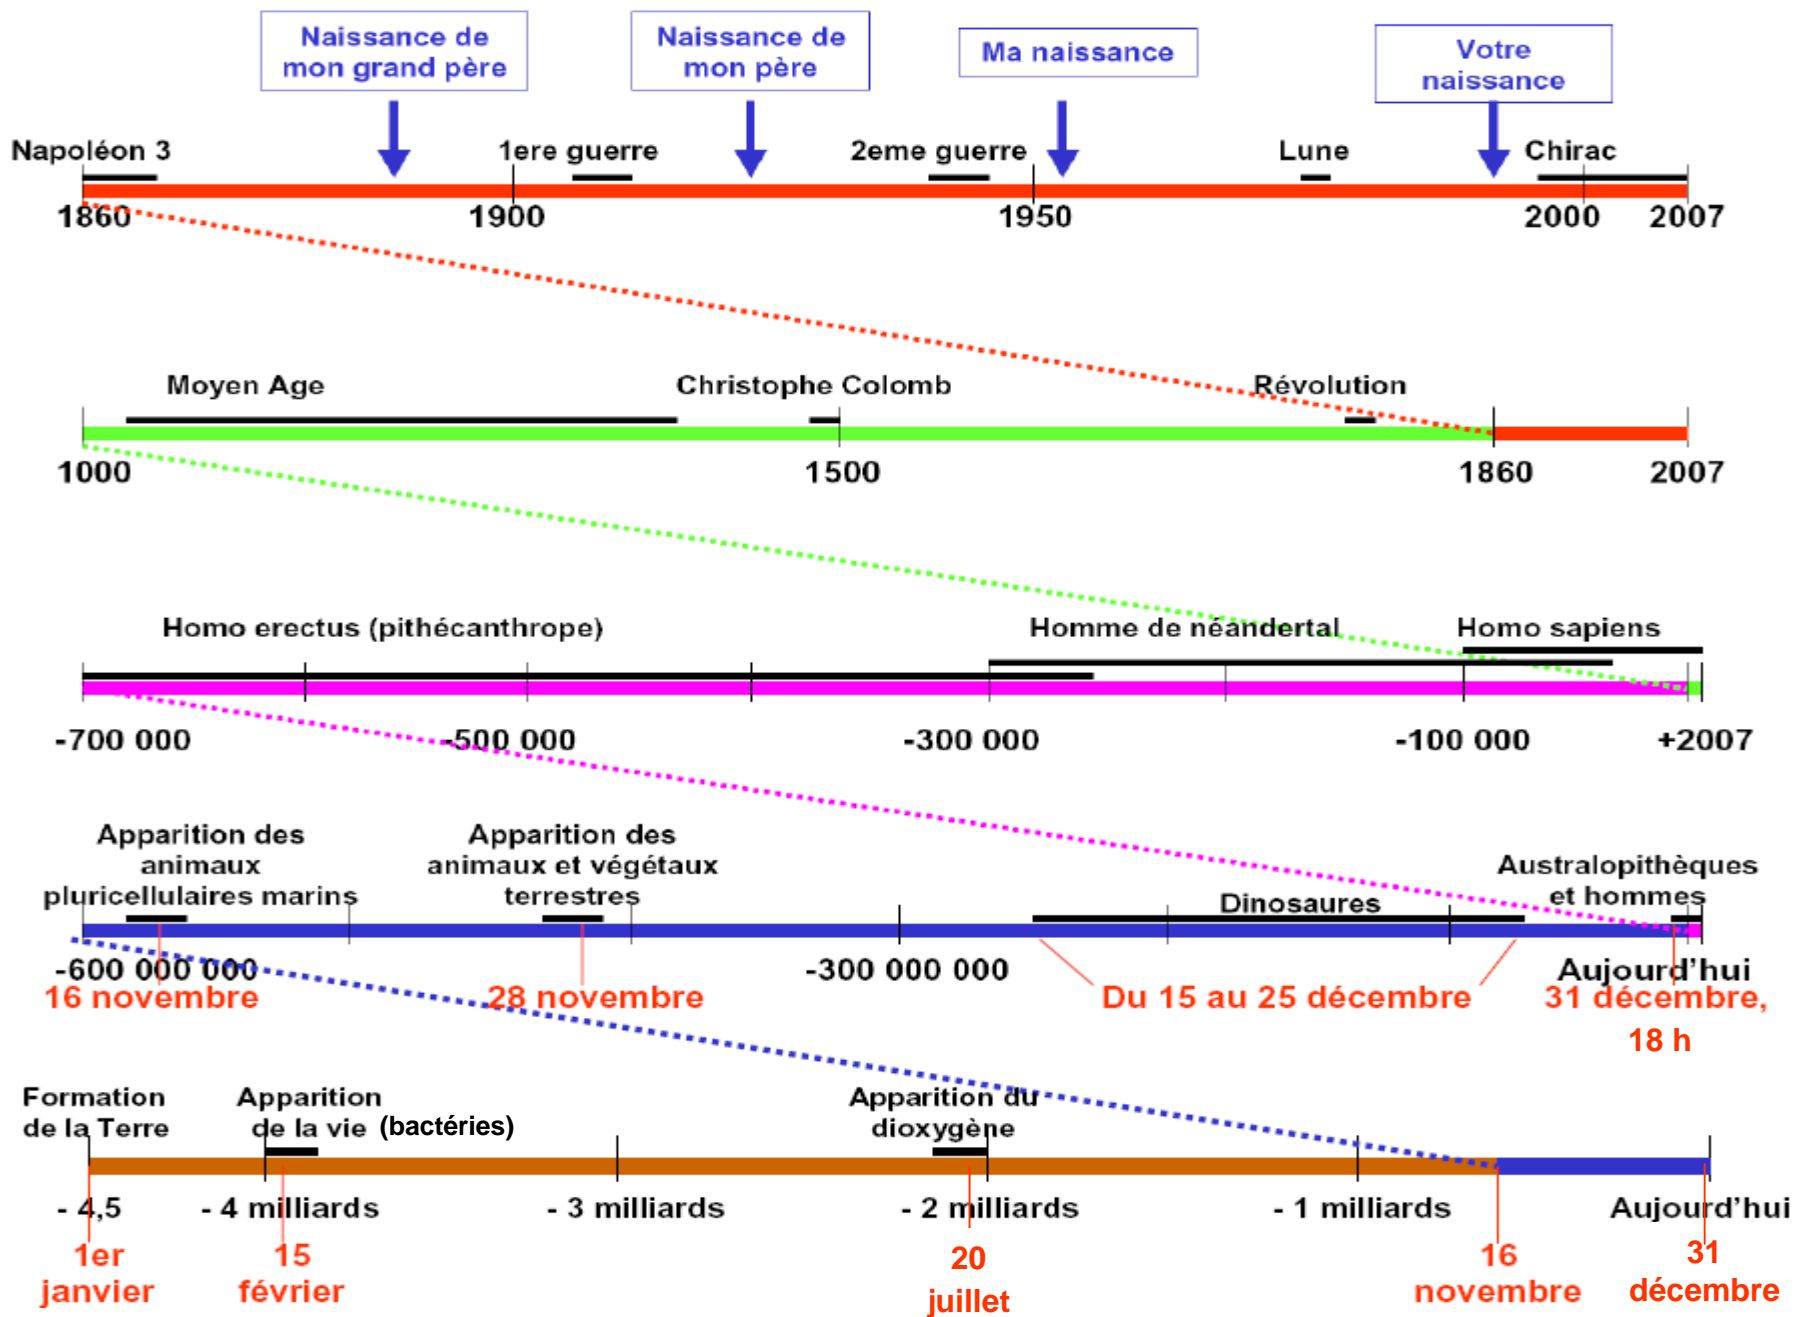 Naissance de
mon grand père
Naissance de
mon père
Ma naissance
Votre
naissance
Napoléon 3
1ere guerre
2eme guerre
Lune
Chirac
1860
1900
1950
2000
2007
Moyen Age
Christophe Colomb
Révolution
1000
1500
1860
2007
Homo erectus (pithécanthrope)
Homme de néandertal
Homo sapiens
-700 000
-500 000
-300 000
-100 000
+2007
Apparition des
animaux
pluricellulaires marins
Apparition des
animaux et végétaux
terrestres
Dinosaures
Australopithèques
et hommes
-600 000 000
-300 000 000
Aujourd'hui
16 novembre
28 novembre
Du 15 au 25 décembre
31 décembre,
18 h
Formation
de la Terre
Apparition
de la vie (bactéries)
Apparition du
dioxygène
- 4,5
- 4 milliards
- 3 milliards
- 2 milliards
- 1 milliards
Aujourd'hui
1er
janvier
15
février
20
juillet
16
novembre
31
décembre